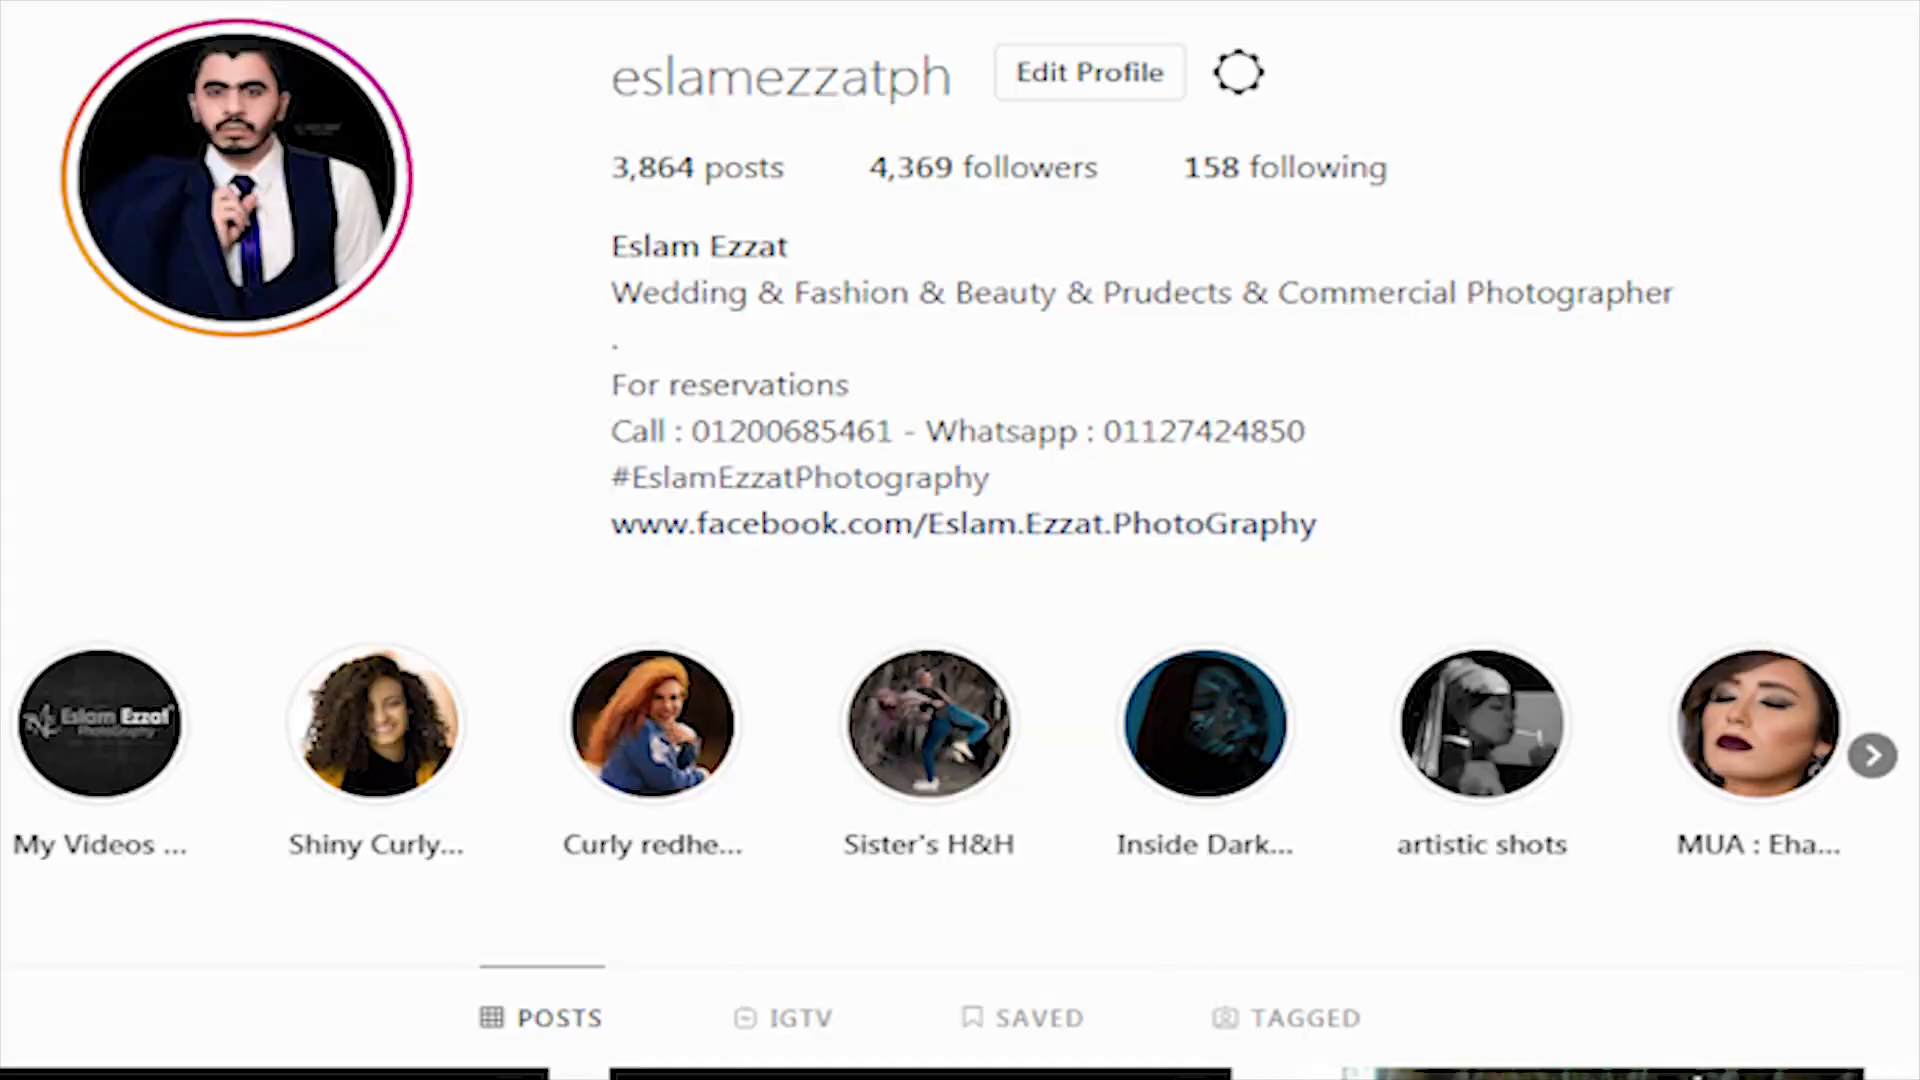 eslamezzatph Edit Profile
3,864 posts 4,369 followers 158 following
Eslam Ezzat
Wedding & Fashion & Beauty & Prudects & Commercial Photographer
.
For reservations
Call : 01200685461 - Whatsapp : 01127424850
#EslamEzzatPhotography
www.facebook.com/Eslam.Ezzat.PhotoGraphy
Eslam Ezzat
PhotoGraphy
My Videos ... Shiny Curly... Curly redhe... Sister's H&H Inside Dark... artistic shots MUA : Eha...
POSTS IGTV SAVED TAGGED